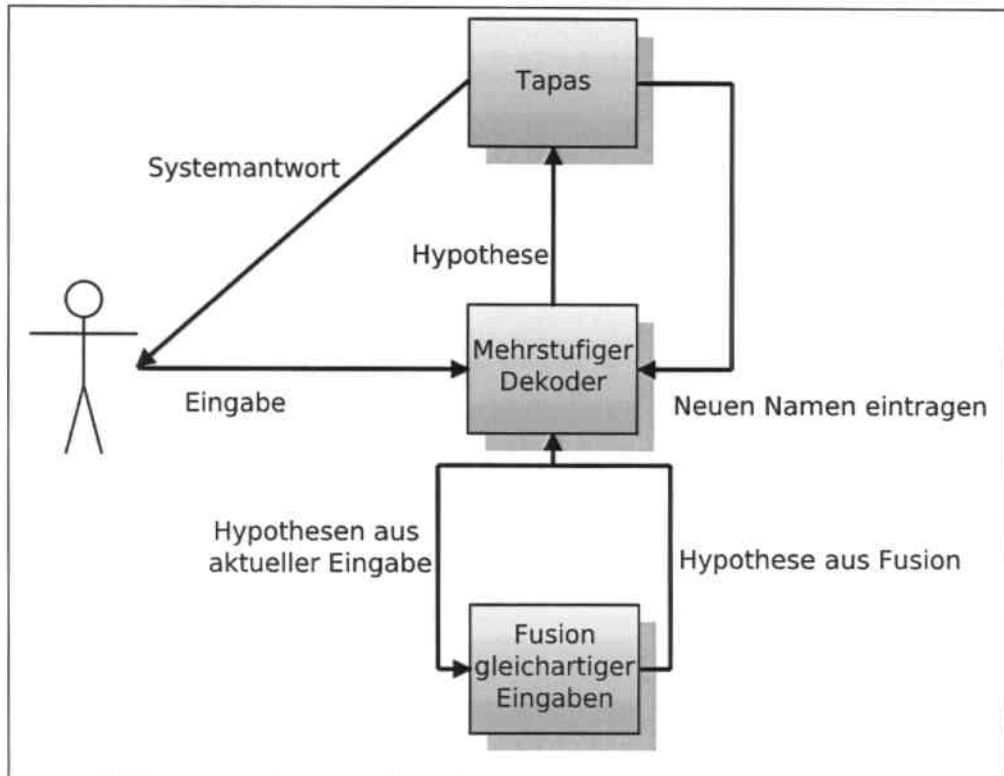 Tapas
Systemantwort
Hypothese
Mehrstufiger
Dekoder
Eingabe
Neuen Namen eintragen
Hypothesen aus
aktueller Eingabe
Hypothese aus Fusion
Fusion
gleichartiger
Eingaben